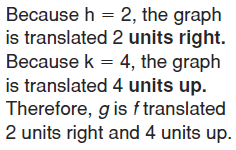 Because h = 2, the graph
is translated 2 units right.
Because k = 4, the graph
is translated 4 units up.
Therefore, g is f translated
2 units right and 4 units up.